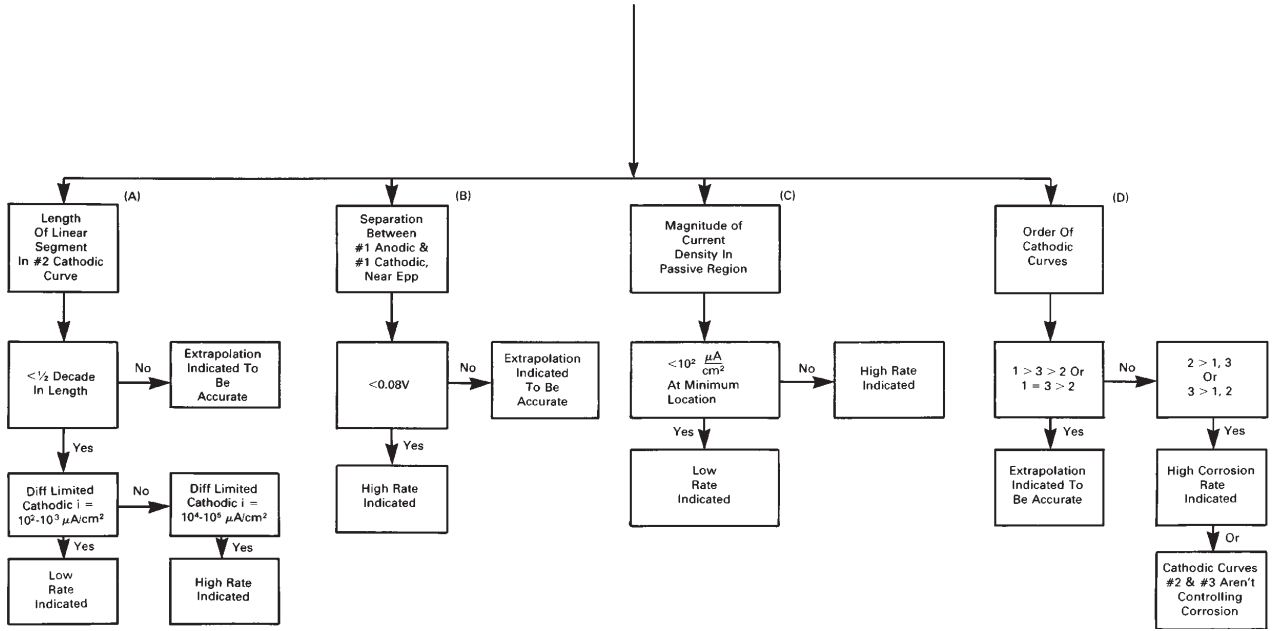 (A)
Length
Of Linear
Segment
In #2 Cathodic
Curve
<½ Decade
In Length
No
Extrapolation
Indicated To
Be
Accurate
Yes
Diff Limited
Cathodic i =
10²-10³ μA/cm²
No
Diff Limited
Cathodic i =
10⁴-10⁵ μA/cm²
Yes
Low
Rate
Indicated
Yes
High Rate
Indicated
(B)
Separation
Between
#1 Anodic &
#1 Cathodic,
Near Epp
<0.08V
No
Extrapolation
Indicated
To Be
Accurate
Yes
High Rate
Indicated
(C)
Magnitude of
Current
Density In
Passive Region
<10² μA/cm²
At Minimum
Location
No
High Rate
Indicated
Yes
Low
Rate
Indicated
(D)
Order Of
Cathodic
Curves
1 > 3 > 2 Or
1 = 3 > 2
No
2 > 1, 3
Or
3 > 1, 2
Yes
Extrapolation
Indicated To
Be Accurate
Yes
High Corrosion
Rate
Indicated
Or
Cathodic Curves
#2 & #3 Aren't
Controlling
Corrosion